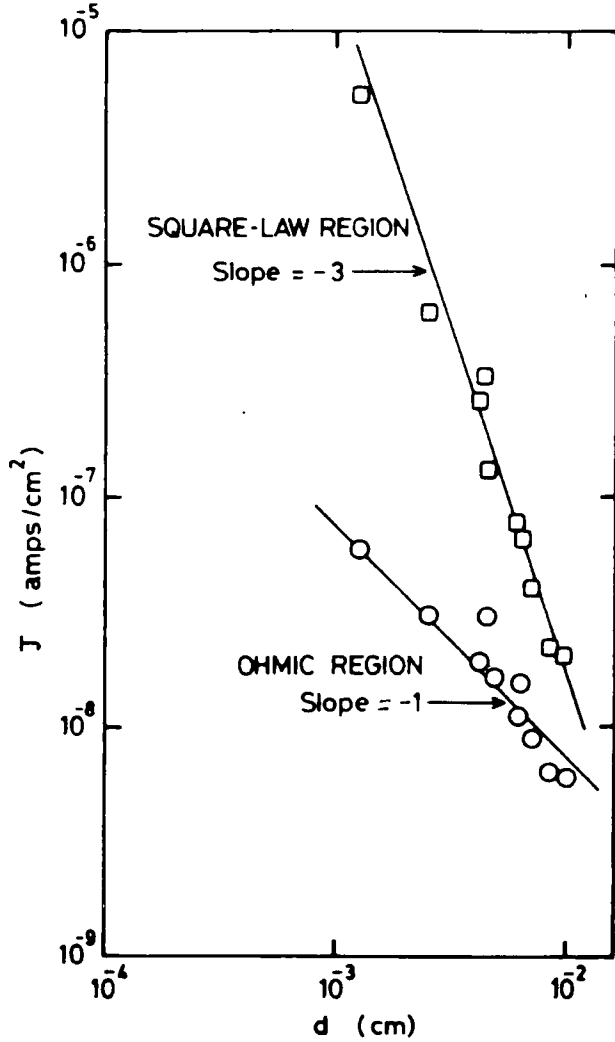 10⁻⁵
10⁻⁶
10⁻⁷
10⁻⁸
10⁻⁹
J (amps/cm²)
SQUARE-LAW REGION
Slope = -3
OHMIC REGION
Slope = -1
10⁻⁴
10⁻³
10⁻²
d (cm)